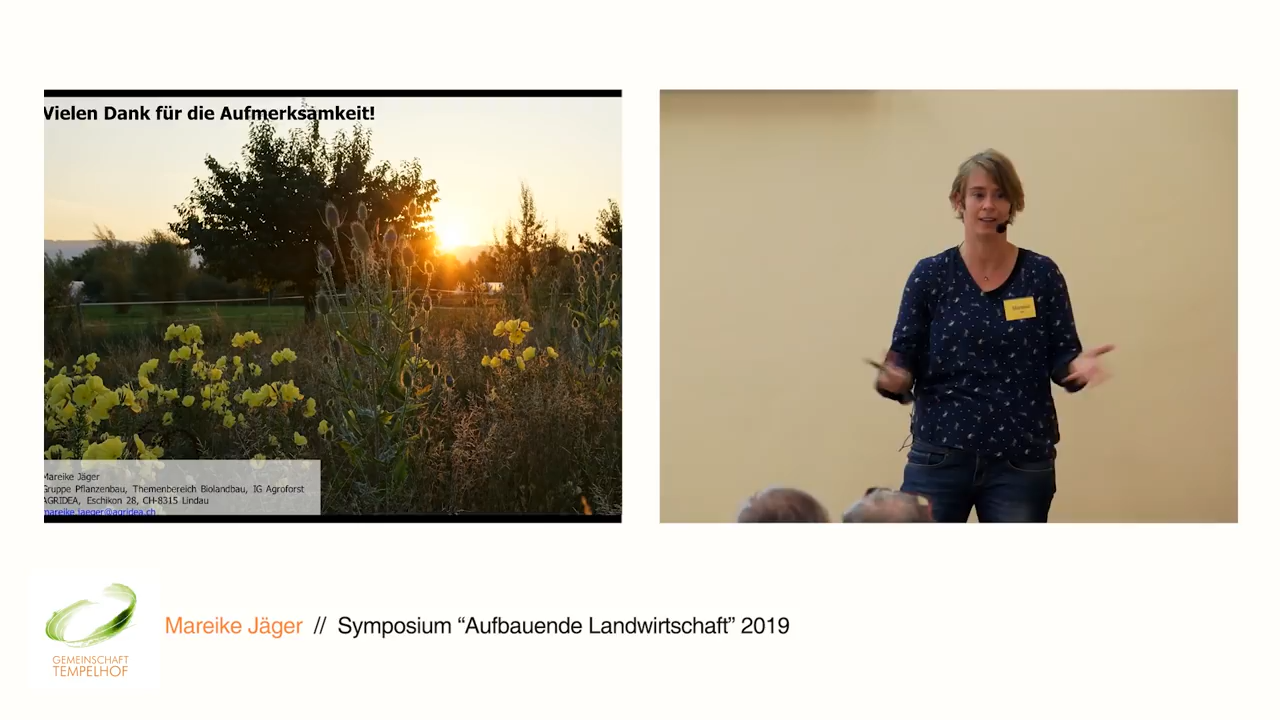 Vielen Dank für die Aufmerksamkeit!
Mareike Jäger
Gruppe Pflanzenbau, Themenbereich Biolandbau, IG Agroforst
AGRIDEA, Eschikon 28, CH-8315 Lindau
mareike.jaeger@agridea.ch
Mareike Jäger // Symposium “Aufbauende Landwirtschaft” 2019
GEMEINSCHAFT
TEMPELHOF